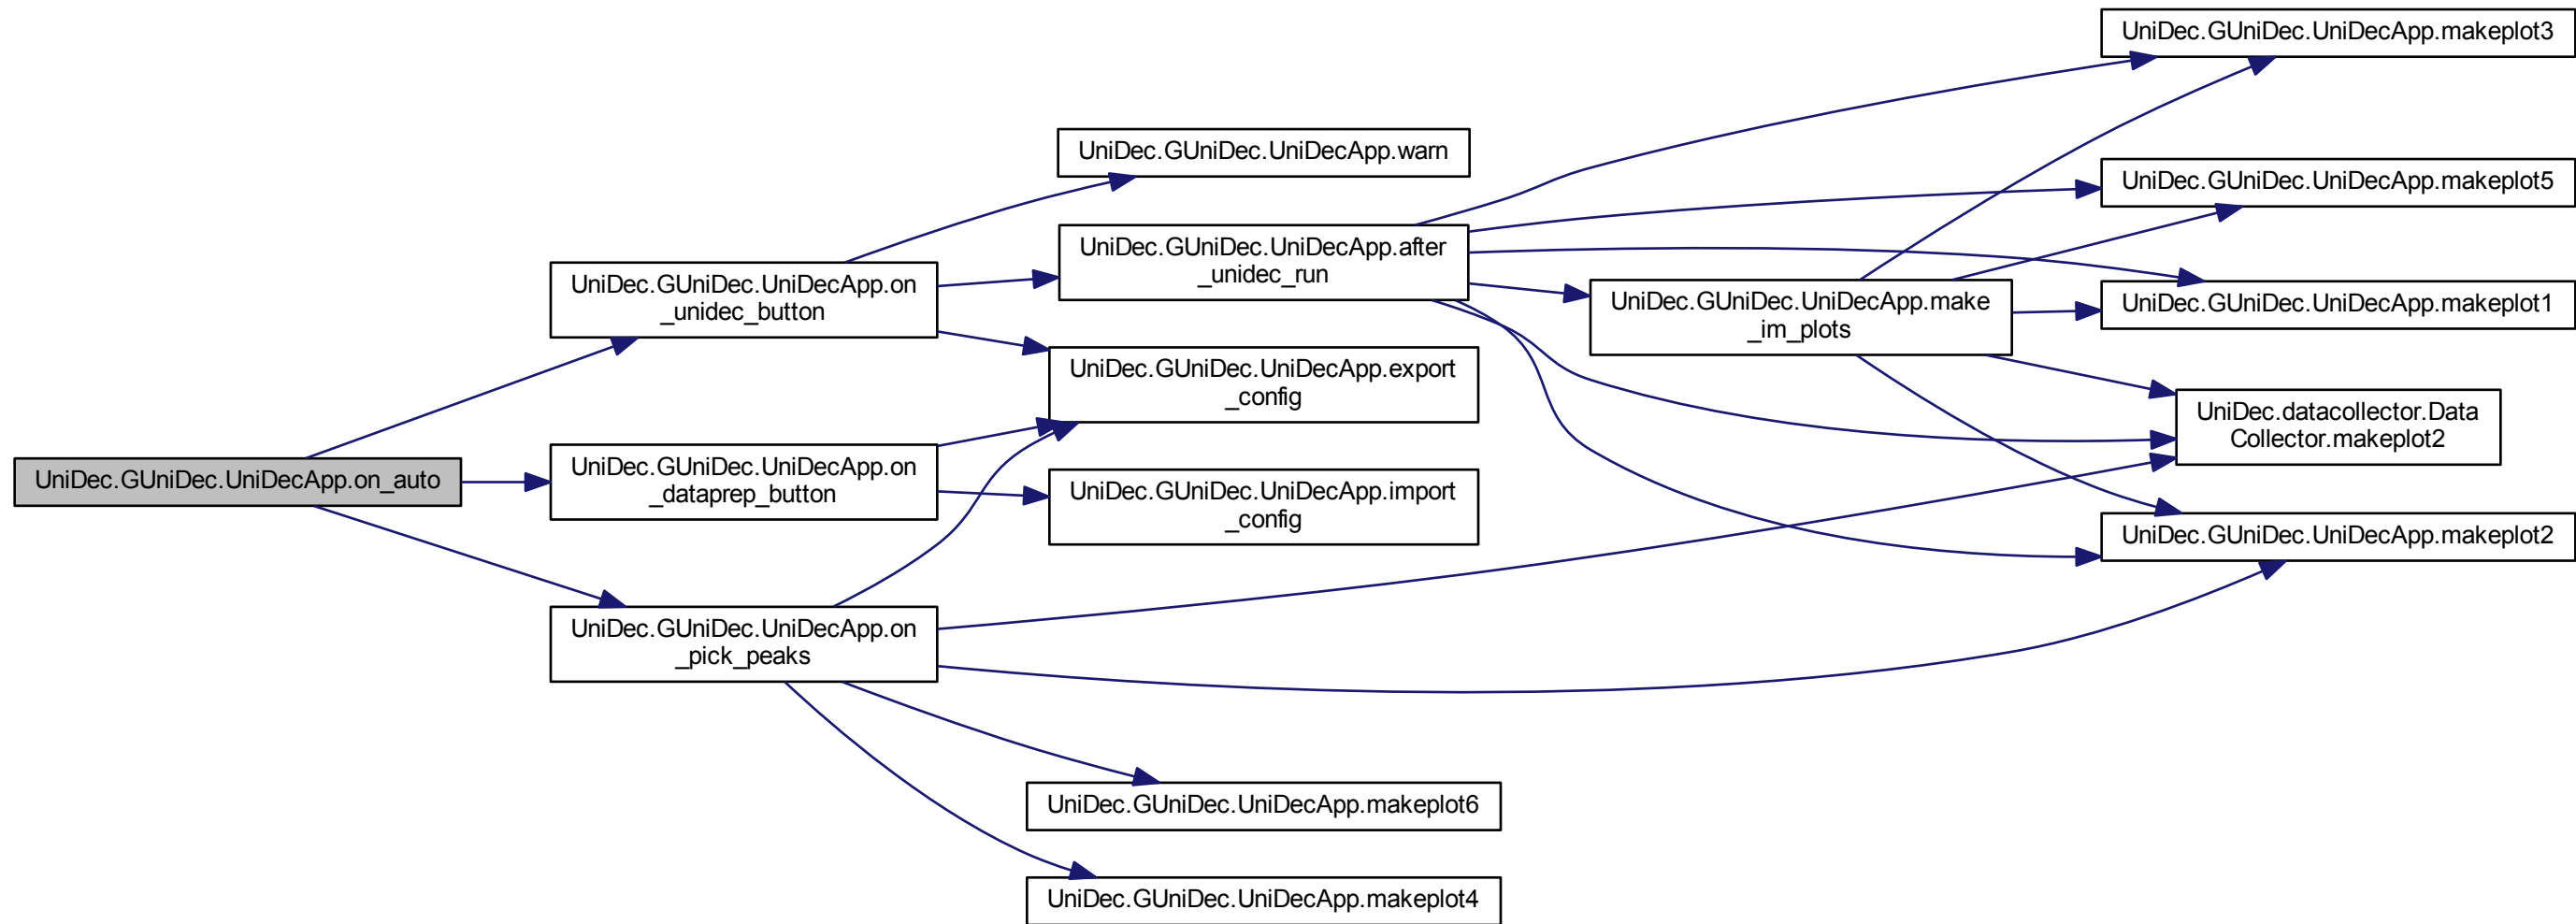 UniDec.GUniDec.UniDecApp.on_auto
UniDec.GUniDec.UniDecApp.on
_unidec_button
UniDec.GUniDec.UniDecApp.on
_dataprep_button
UniDec.GUniDec.UniDecApp.on
_pick_peaks
UniDec.GUniDec.UniDecApp.warn
UniDec.GUniDec.UniDecApp.after
_unidec_run
UniDec.GUniDec.UniDecApp.export
_config
UniDec.GUniDec.UniDecApp.import
_config
UniDec.GUniDec.UniDecApp.makeplot6
UniDec.GUniDec.UniDecApp.makeplot4
UniDec.GUniDec.UniDecApp.make
_im_plots
UniDec.GUniDec.UniDecApp.makeplot3
UniDec.GUniDec.UniDecApp.makeplot5
UniDec.GUniDec.UniDecApp.makeplot1
UniDec.datacollector.Data
Collector.makeplot2
UniDec.GUniDec.UniDecApp.makeplot2